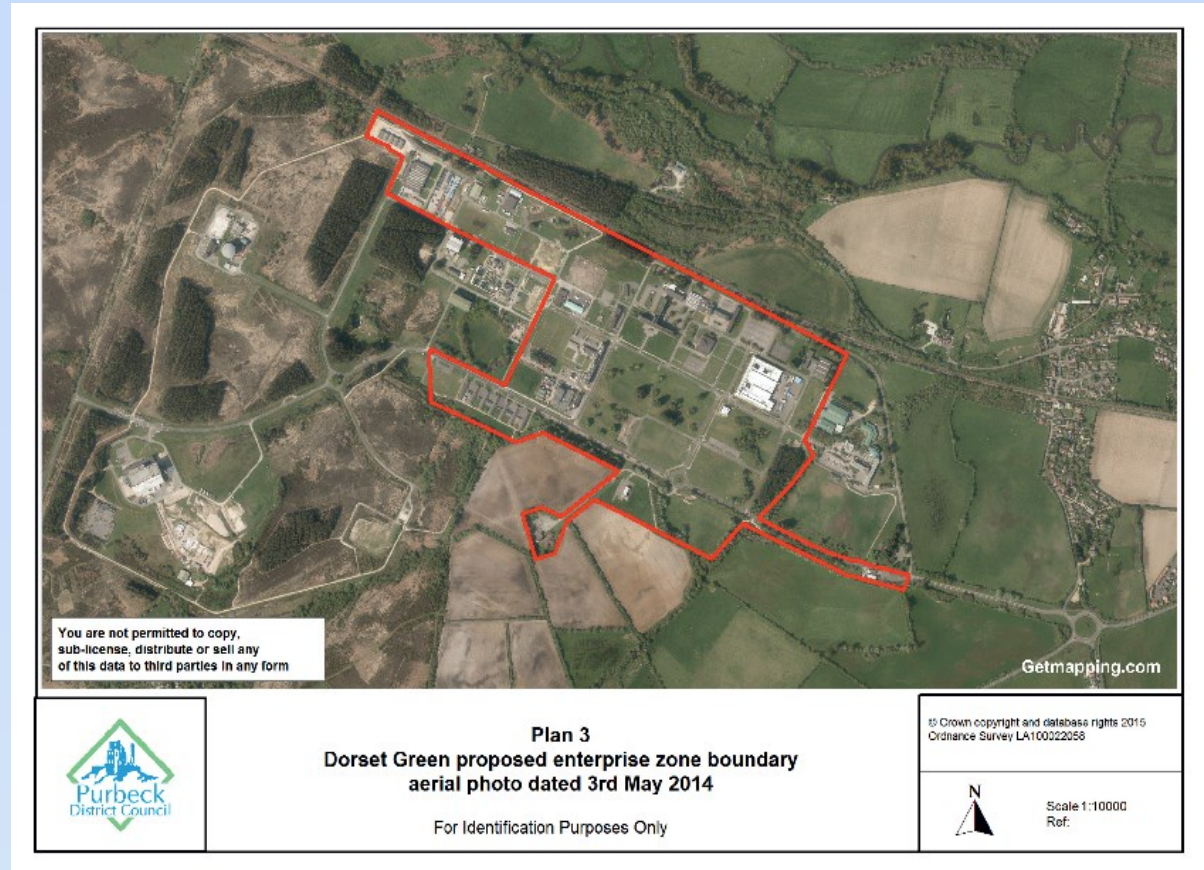 You are not permitted to copy,
sub-license, distribute or sell any
of this data to third parties in any form
Getmapping.com
Purbeck
District Council
Plan 3
Dorset Green proposed enterprise zone boundary
aerial photo dated 3rd May 2014
For Identification Purposes Only
© Crown copyright and database rights 2015
Ordnance Survey LA100022058
N
Scale 1:10000
Ref: